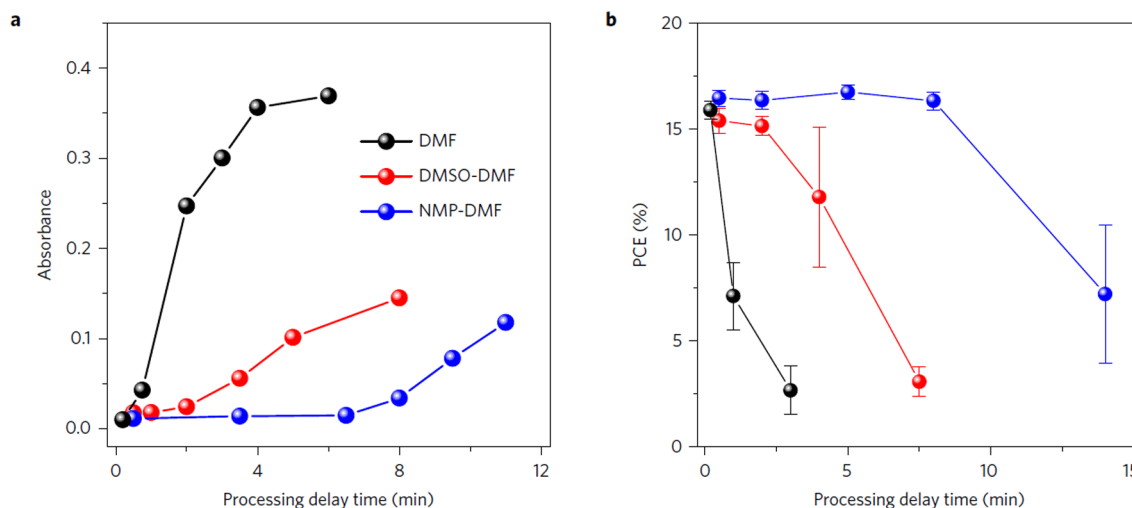 a
Absorbance
0.4
0.3
0.2
0.1
0.0
DMF
DMSO-DMF
NMP-DMF
0
4
8
12
Processing delay time (min)
b
PCE (%)
20
15
10
5
0
0
5
10
15
Processing delay time (min)